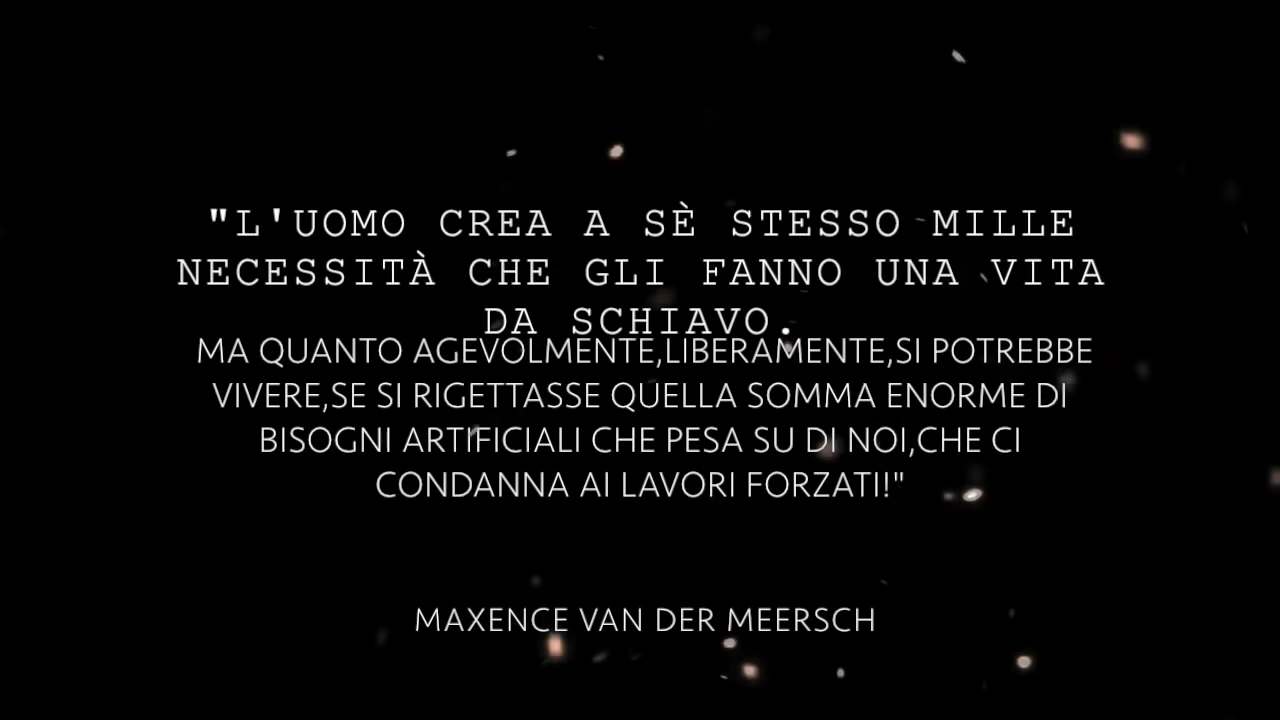 "L'UOMO CREA A SÈ STESSO MILLE
NECESSITÀ CHE GLI FANNO UNA VITA
DA SCHIAVO.
MA QUANTO AGEVOLMENTE,LIBERAMENTE,SI POTREBBE
VIVERE,SE SI RIGETTASSE QUELLA SOMMA ENORME DI
BISOGNI ARTIFICIALI CHE PESA SU DI NOI,CHE CI
CONDANNA AI LAVORI FORZATI!"
MAXENCE VAN DER MEERSCH